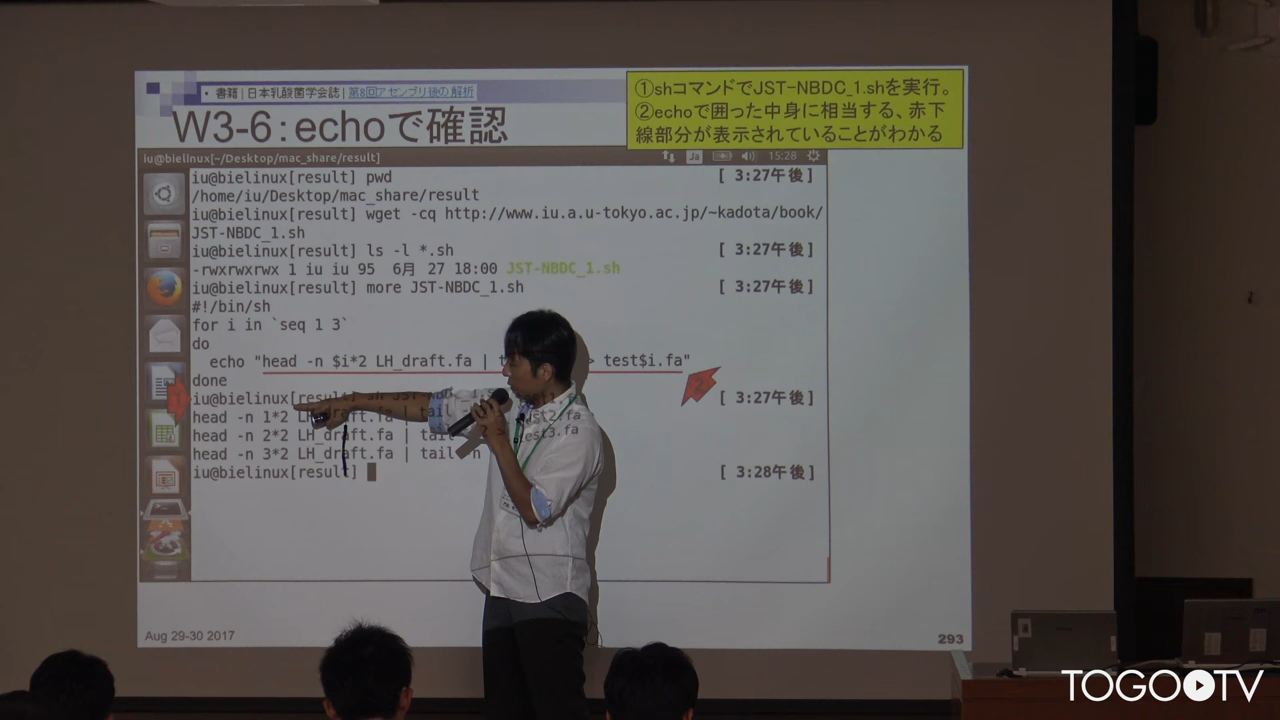 • 書籍 | 日本乳酸菌学会誌 | 第8回アセンブリ後の解析
W3-6：echoで確認
①shコマンドでJST-NBDC_1.shを実行。
②echoで囲った中身に相当する、赤下
線部分が表示されていることがわかる
iu@bielinux[~/Desktop/mac_share/result]
Ja 15:28
iu@bielinux[result] pwd [ 3:27午後]
/home/iu/Desktop/mac_share/result
iu@bielinux[result] wget -cq http://www.iu.a.u-tokyo.ac.jp/~kadota/book/
JST-NBDC_1.sh
iu@bielinux[result] ls -l *.sh [ 3:27午後]
-rwxrwxrwx 1 iu iu 95 6月 27 18:00 JST-NBDC_1.sh
iu@bielinux[result] more JST-NBDC_1.sh [ 3:27午後]
#!/bin/sh
for i in `seq 1 3`
do
echo "head -n $i*2 LH_draft.fa | > test$i.fa"
done
②
iu@bielinux[result] sh [ 3:27午後]
head -n 1*2 LH_draft.fa | tail
head -n 2*2 LH_draft.fa | tail test2.fa
head -n 3*2 LH_draft.fa | tail -n test3.fa
iu@bielinux[result] [ 3:28午後]
Aug 29-30 2017
293
TOGO TV